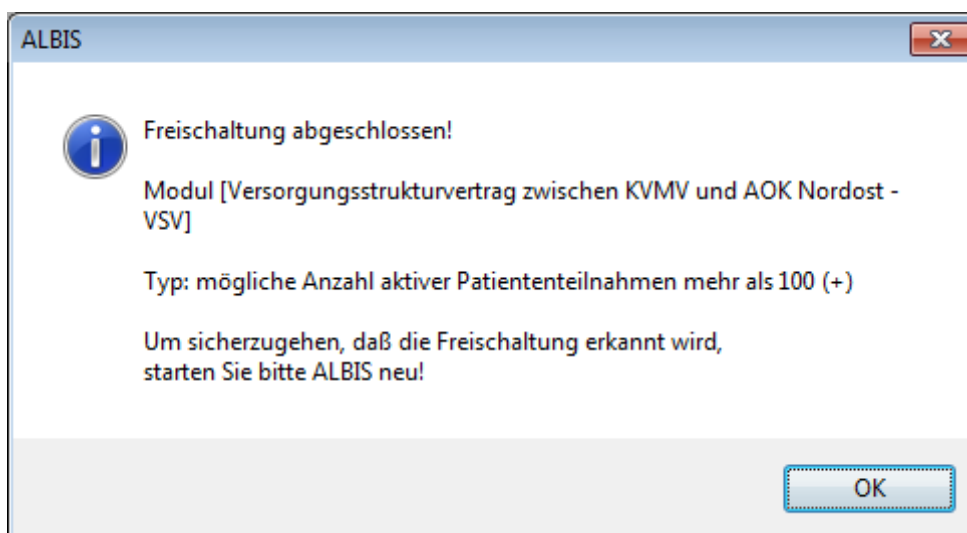 ALBIS
Freischaltung abgeschlossen!
Modul [Versorgungsstrukturvertrag zwischen KVMV und AOK Nordost -
VSV]
Typ: mögliche Anzahl aktiver Patiententeilnahmen mehr als 100 (+)
Um sicherzugehen, daß die Freischaltung erkannt wird,
starten Sie bitte ALBIS neu!
OK